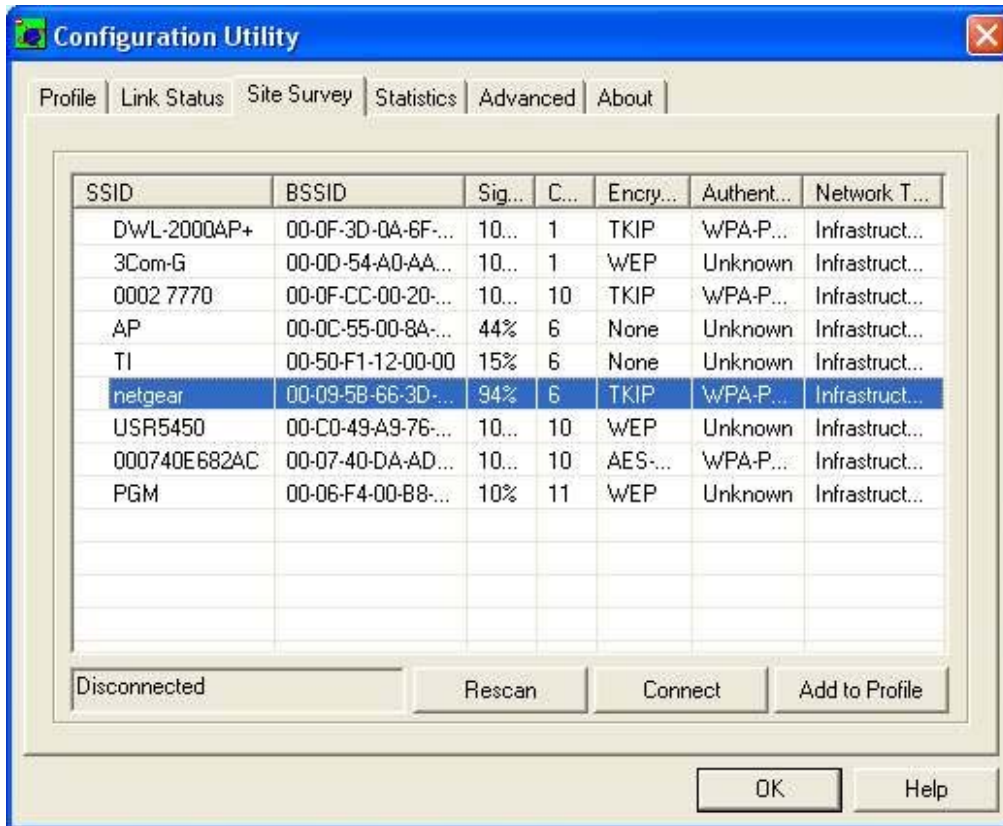 Configuration Utility
Profile Link Status Site Survey Statistics Advanced About
SSID BSSID Sig... C... Encry... Authent... Network T...
DWL-2000AP+ 00-0F-3D-0A-6F-... 10... 1 TKIP WPA-P... Infrastruct...
3Com-G 00-0D-54-A0-AA... 10... 1 WEP Unknown Infrastruct...
0002 7770 00-0F-CC-00-20-... 10... 10 TKIP WPA-P... Infrastruct...
AP 00-0C-55-00-8A-... 44% 6 None Unknown Infrastruct...
TI 00-50-F1-12-00-00 15% 6 None Unknown Infrastruct...
netgear 00-09-5B-66-3D-... 94% 6 TKIP WPA-P... Infrastruct...
USR5450 00-C0-49-A9-76-... 10... 10 WEP Unknown Infrastruct...
000740E682AC 00-07-40-DA-AD... 10... 10 AES-... WPA-P... Infrastruct...
PGM 00-06-F4-00-B8-... 10% 11 WEP Unknown Infrastruct...
Disconnected Rescan Connect Add to Profile
OK Help